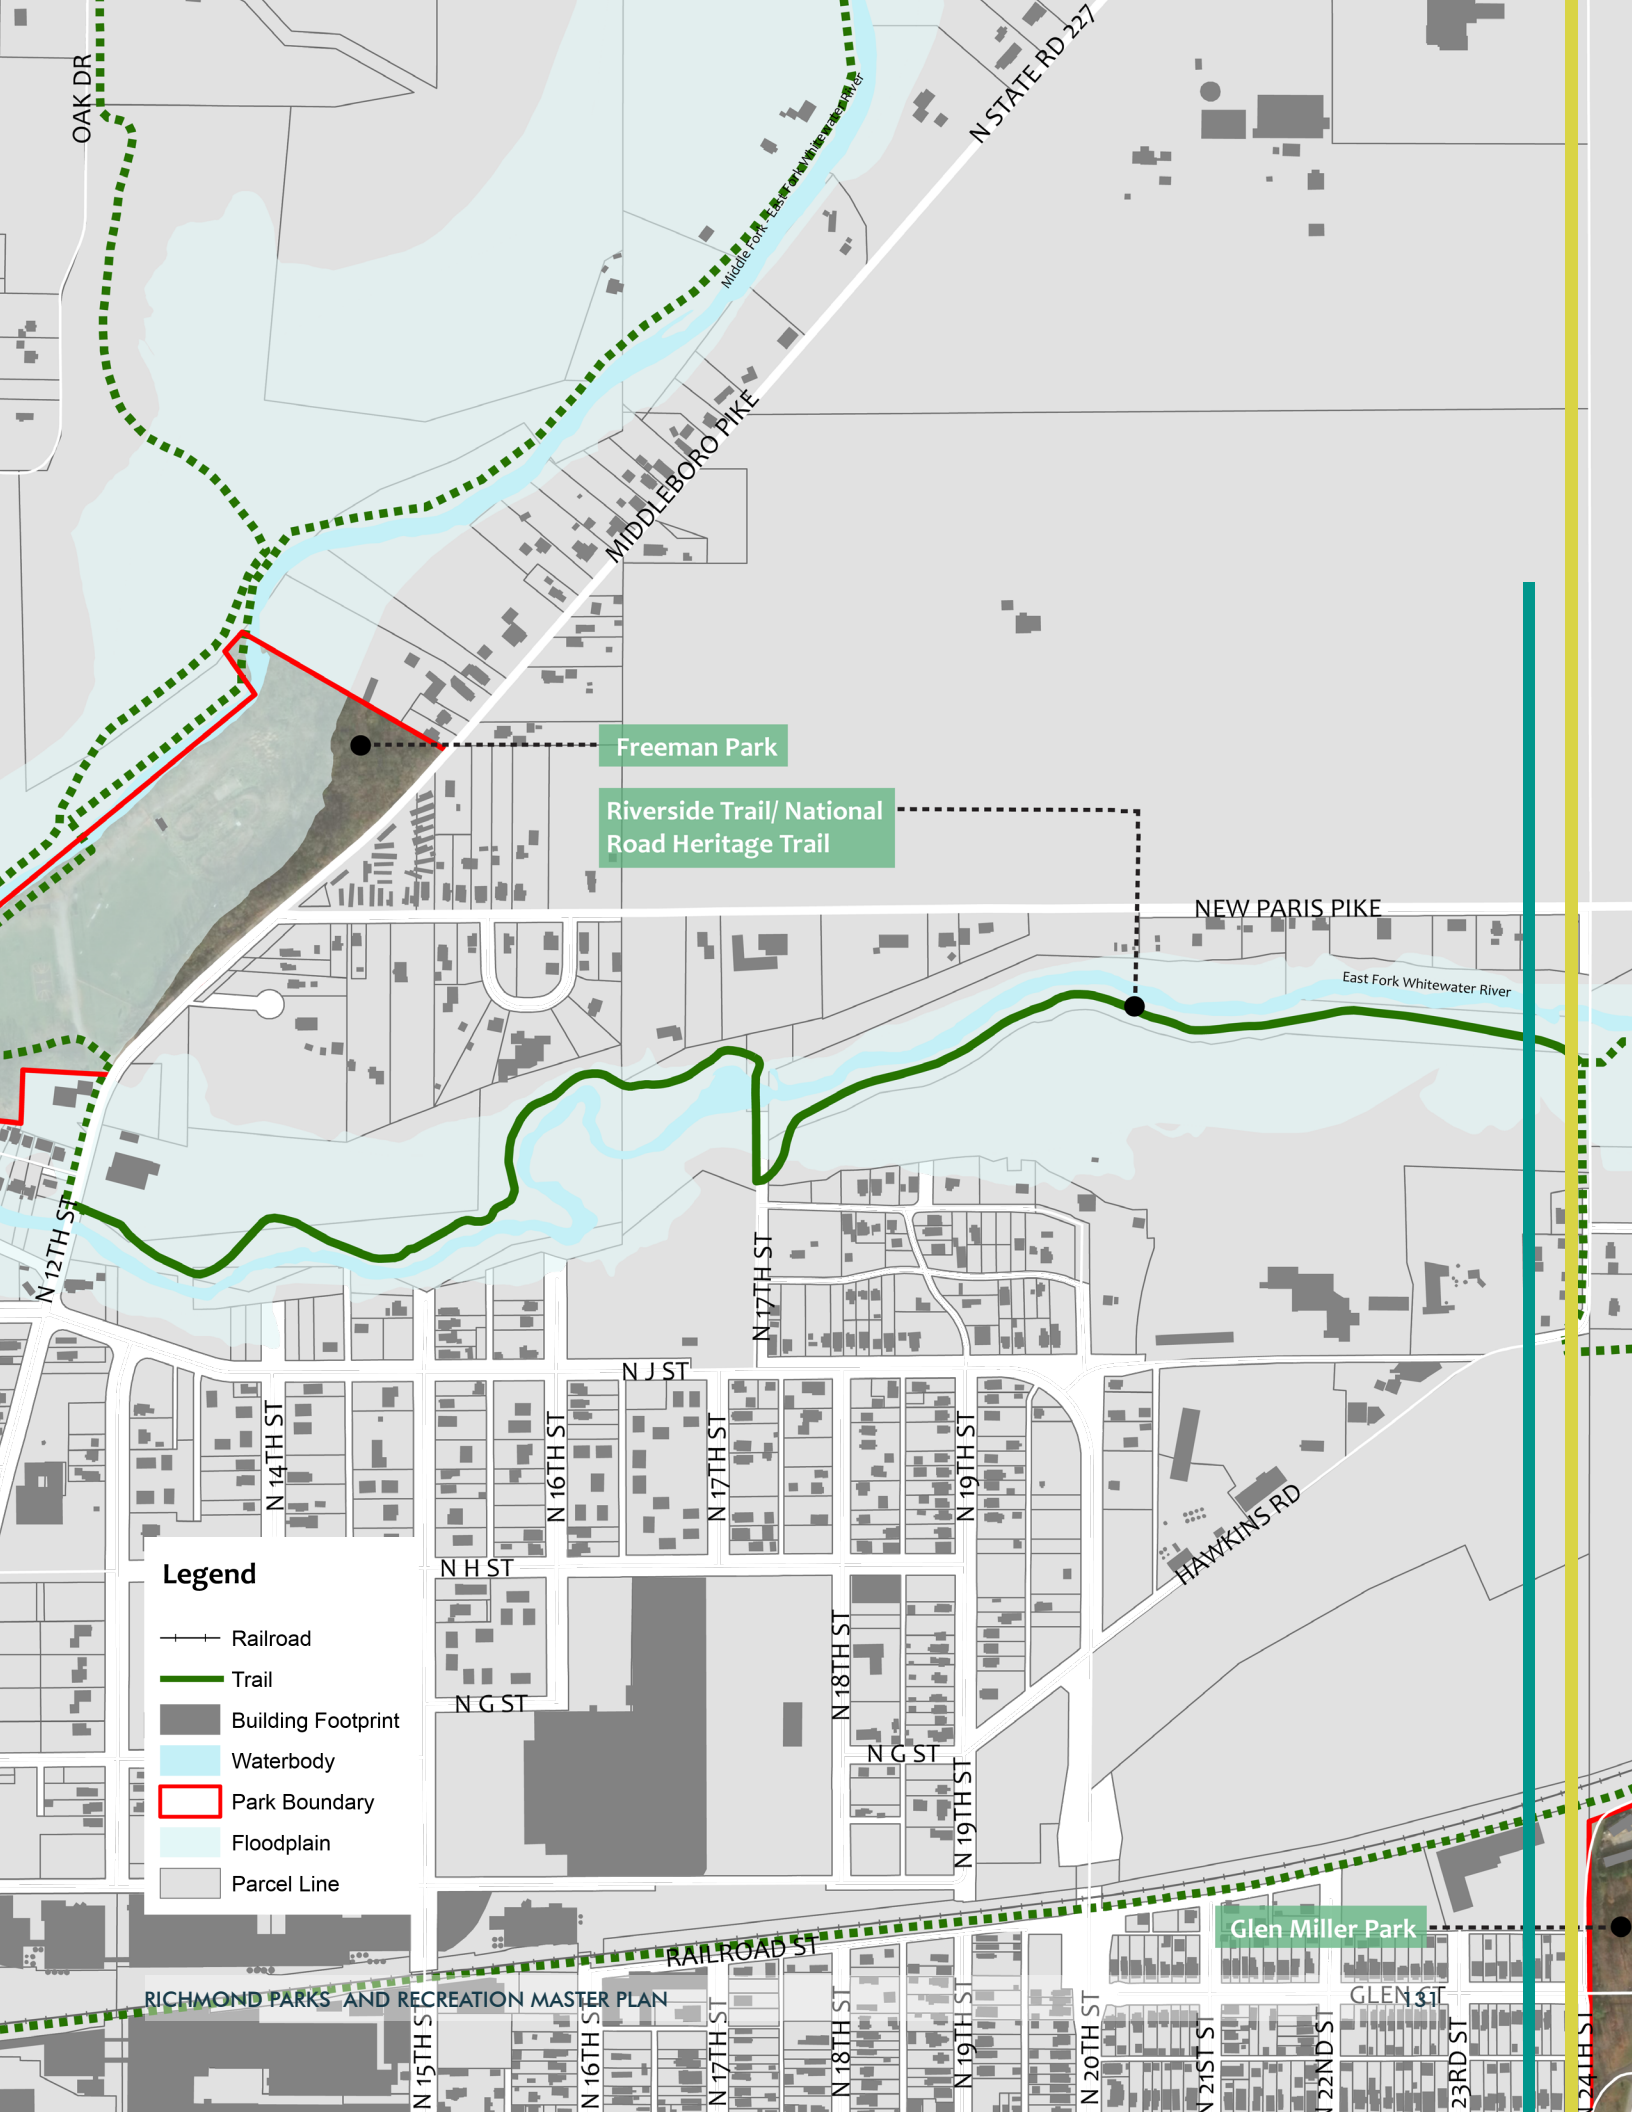 OAK DR
N STATE RD 227
Middle Fork - East Fork Whitewater River
MIDDLEBORO PIKE
Freeman Park
Riverside Trail/ National
Road Heritage Trail
NEW PARIS PIKE
East Fork Whitewater River
N 12TH ST
N 17TH ST
N J ST
N 14TH ST
N 16TH ST
N 17TH ST
N 19TH ST
HAWKINS RD
N H ST
Legend
Railroad
Trail
Building Footprint
Waterbody
Park Boundary
Floodplain
Parcel Line
N G ST
N 18TH ST
N G ST
N 19TH ST
Glen Miller Park
RAILROAD ST
GLEN CT
RICHMOND PARKS AND RECREATION MASTER PLAN
131
N 15TH ST
N 16TH ST
N 17TH ST
N 18TH ST
N 19TH ST
N 20TH ST
N 21ST ST
N 22ND ST
23RD ST
N 24TH ST